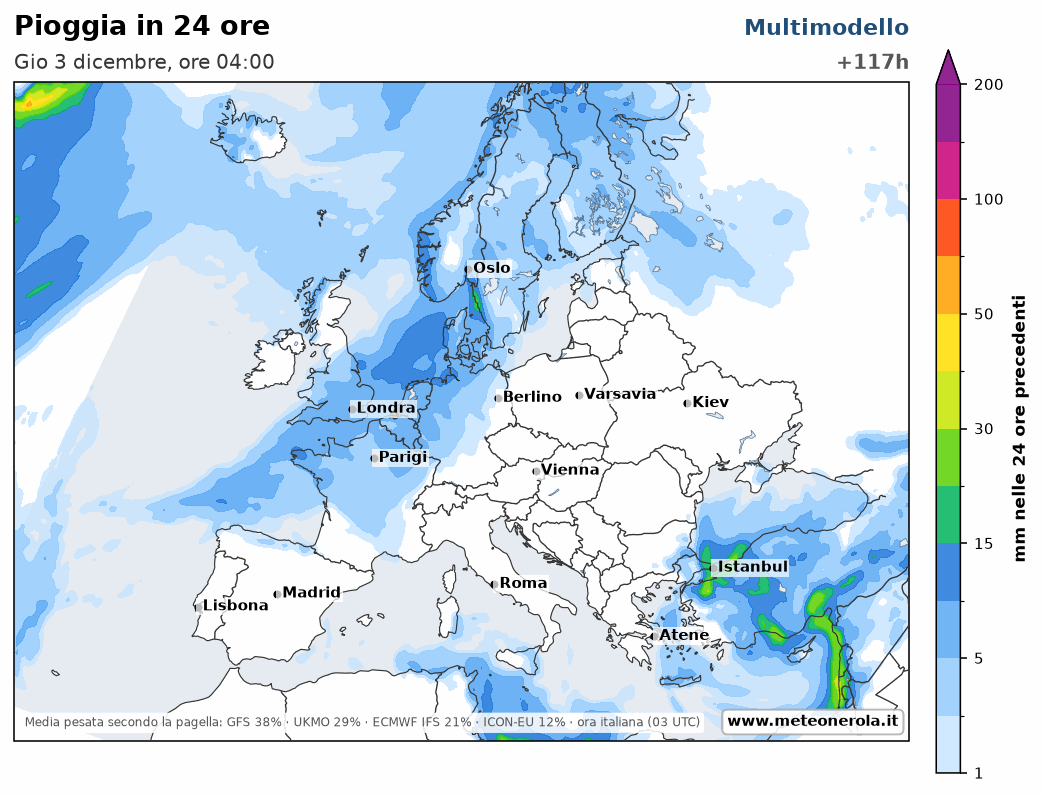 Pioggia in 24 ore
Multimodello
Gio 3 dicembre, ore 04:00
+117h
200
100
50
30
15
5
1
mm nelle 24 ore precedenti
Oslo
Berlino
Varsavia
Kiev
Londra
Parigi
Vienna
Istanbul
Roma
Madrid
Lisbona
Atene
Media pesata secondo la pagella: GFS 38% · UKMO 29% · ECMWF IFS 21% · ICON-EU 12% · ora italiana (03 UTC)
www.meteonerola.it